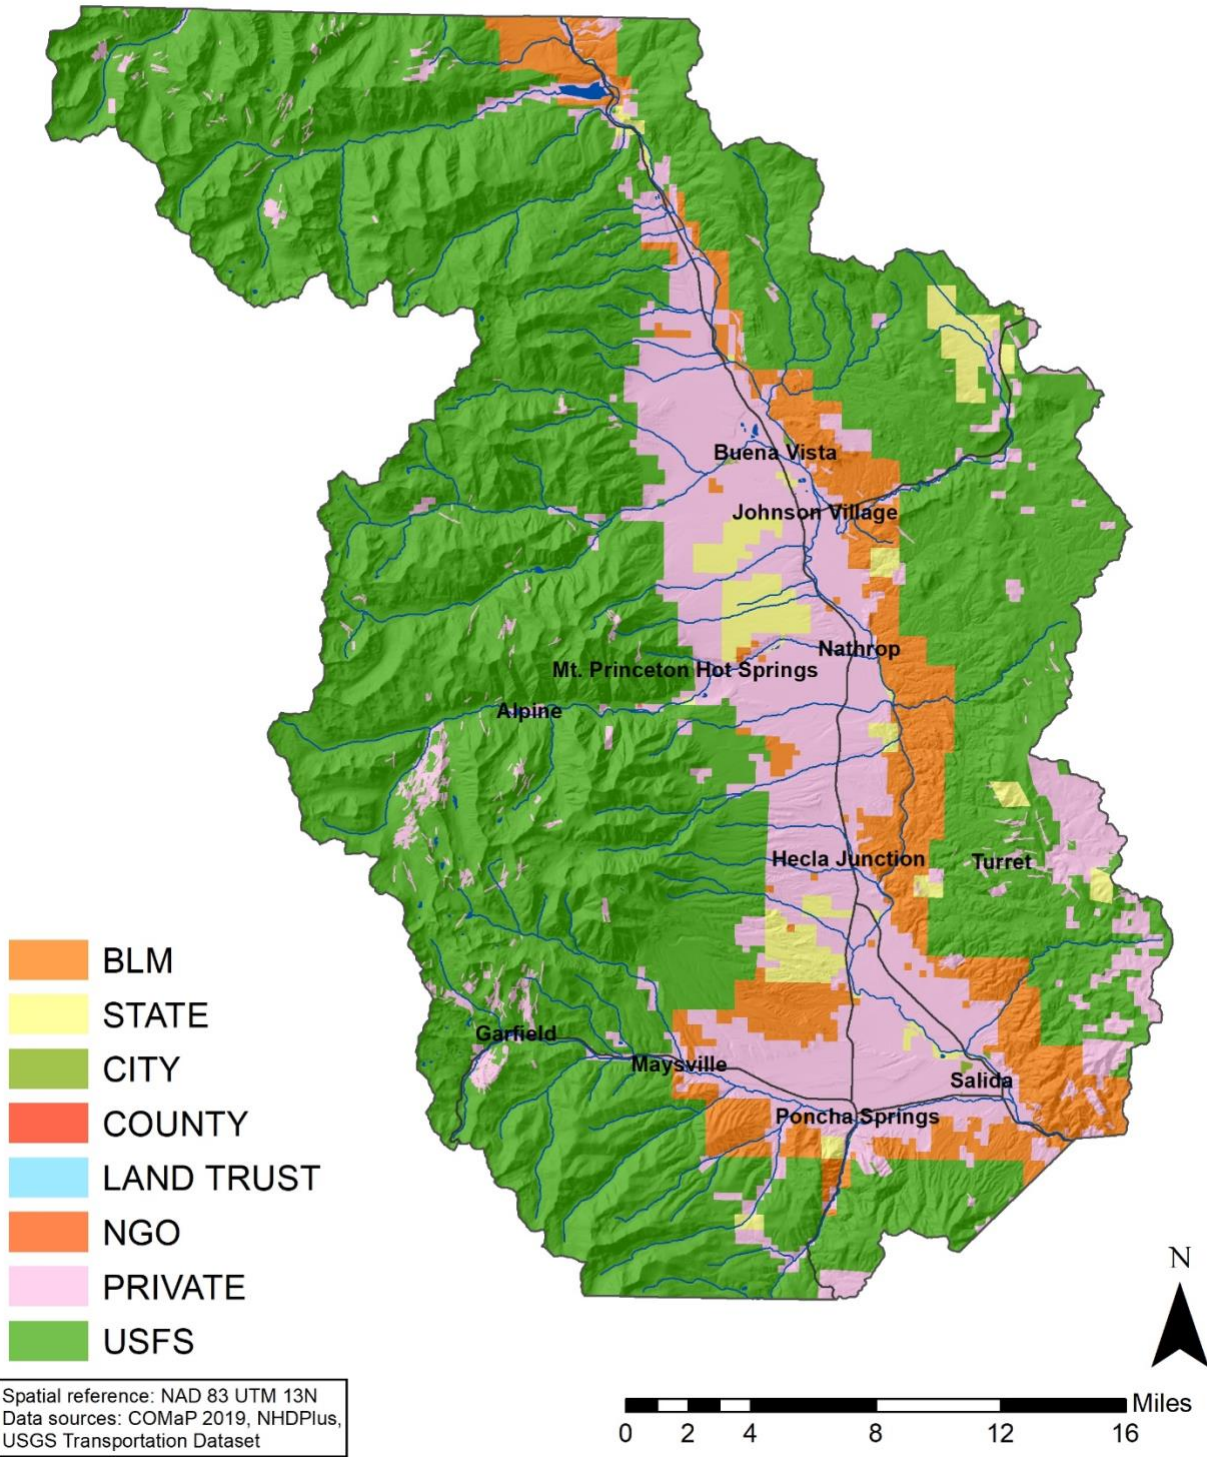 Buena Vista
Johnson Village
Nathrop
Mt. Princeton Hot Springs
Alpine
Hecla Junction
Turret
Garfield
Maysville
Salida
Poncha Springs
BLM
STATE
CITY
COUNTY
LAND TRUST
NGO
PRIVATE
USFS
Spatial reference: NAD 83 UTM 13N
Data sources: COMaP 2019, NHDPlus,
USGS Transportation Dataset
N
Miles
0 2 4 8 12 16